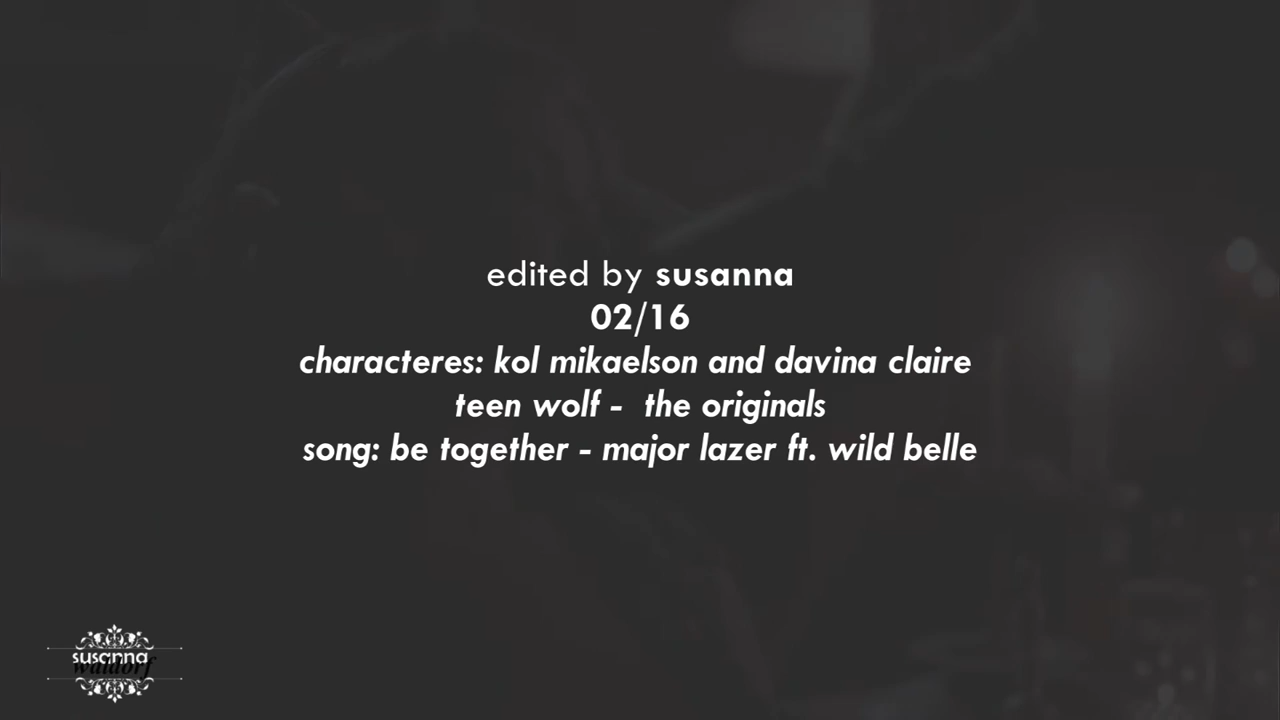 edited by susanna
02/16
characteres: kol mikaelson and davina claire
teen wolf - the originals
song: be together - major lazer ft. wild belle
susanna
waldorf